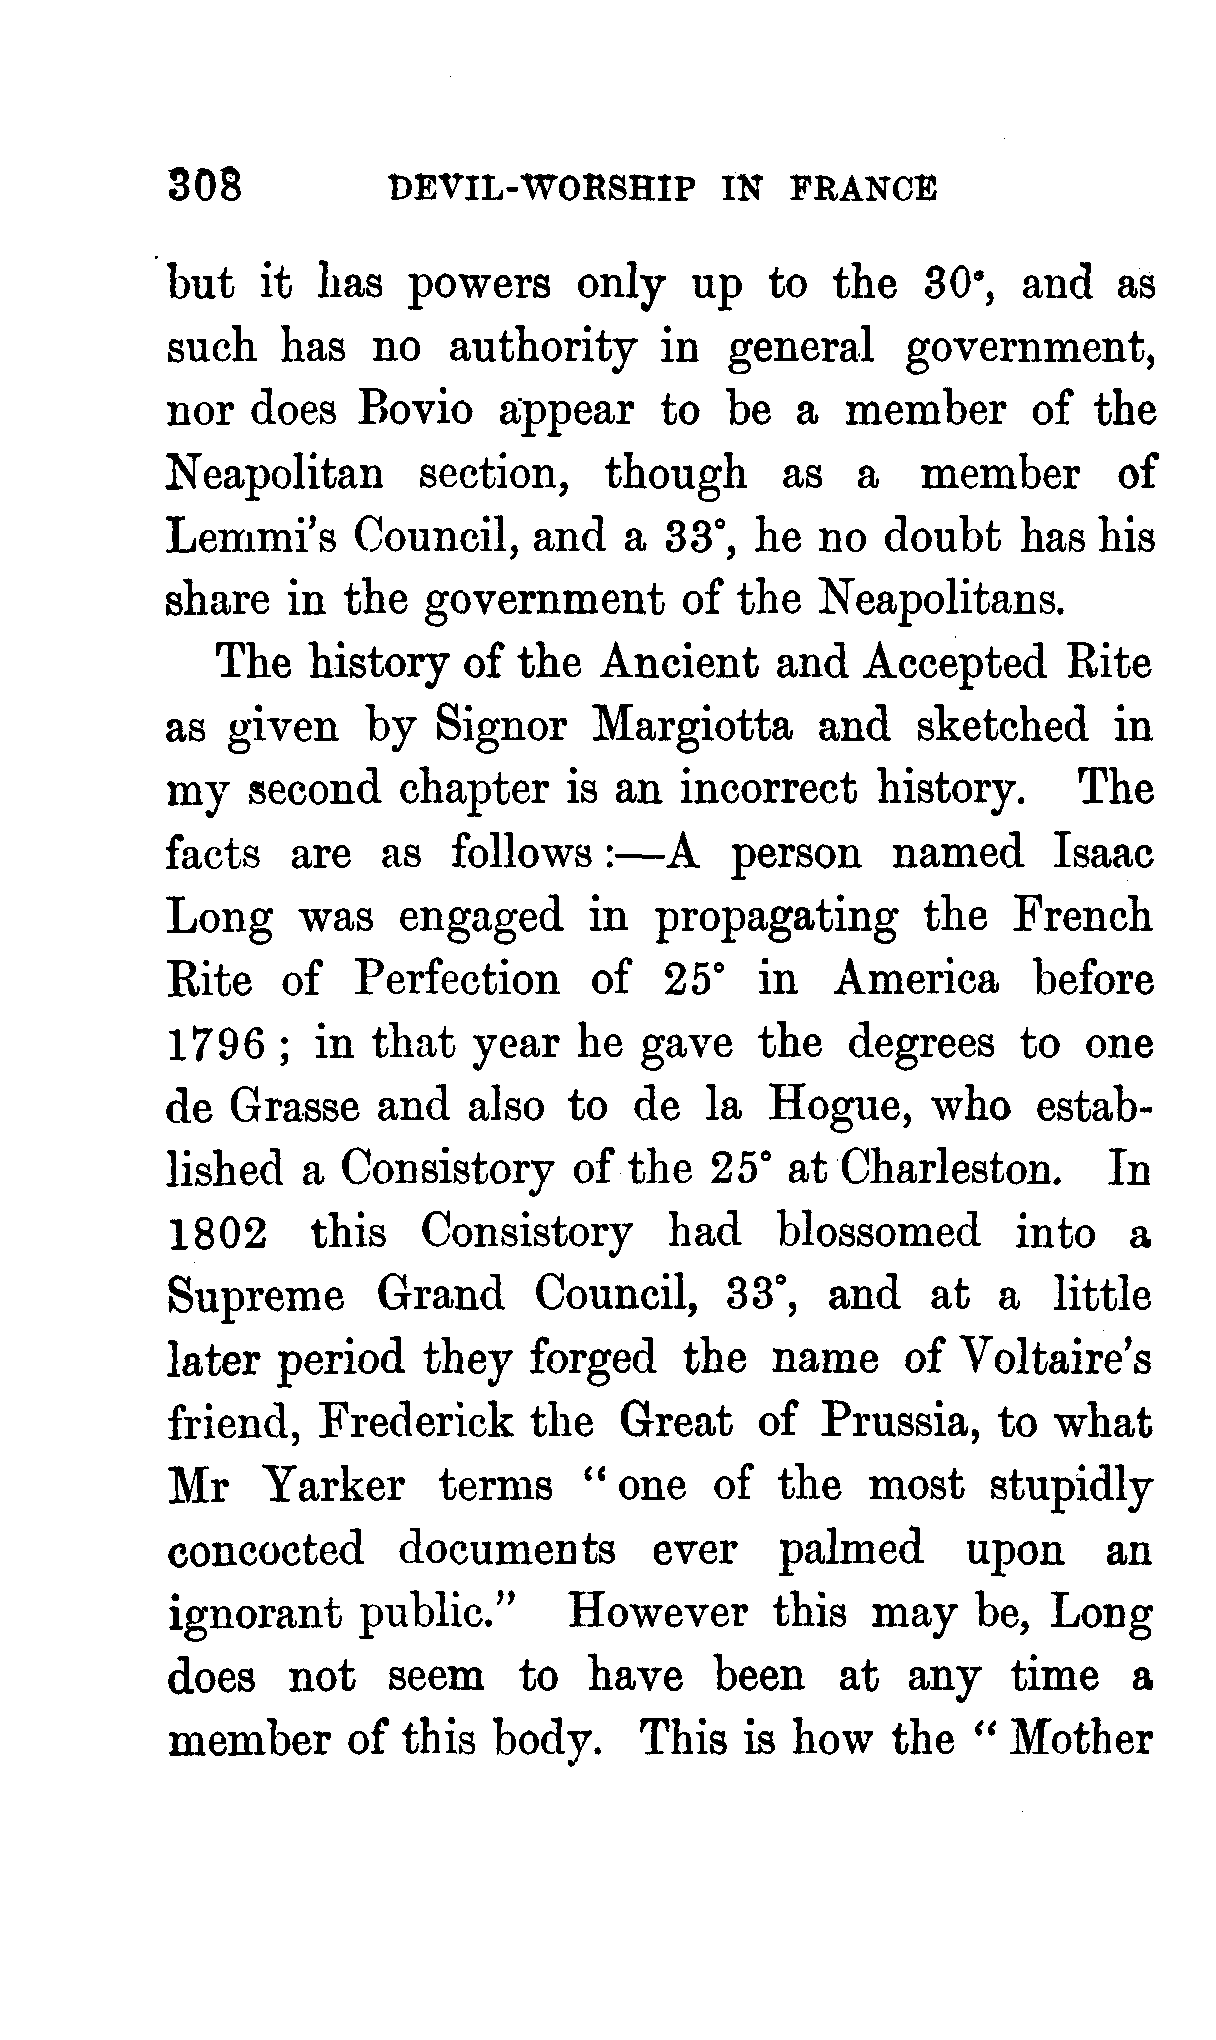 308 DEVIL-WORSHIP IN FRANCE
but it has powers only up to the 30°, and as
such has no authority in general government,
nor does Bovio appear to be a member of the
Neapolitan section, though as a member of
Lemmi's Council, and a 33°, he no doubt has his
share in the government of the Neapolitans.
The history of the Ancient and Accepted Rite
as given by Signor Margiotta and sketched in
my second chapter is an incorrect history. The
facts are as follows :—A person named Isaac
Long was engaged in propagating the French
Rite of Perfection of 25° in America before
1796 ; in that year he gave the degrees to one
de Grasse and also to de la Hogue, who estab-
lished a Consistory of the 25° at Charleston. In
1802 this Consistory had blossomed into a
Supreme Grand Council, 33°, and at a little
later period they forged the name of Voltaire's
friend, Frederick the Great of Prussia, to what
Mr Yarker terms “ one of the most stupidly
concocted documents ever palmed upon an
ignorant public.” However this may be, Long
does not seem to have been at any time a
member of this body. This is how the “ Mother